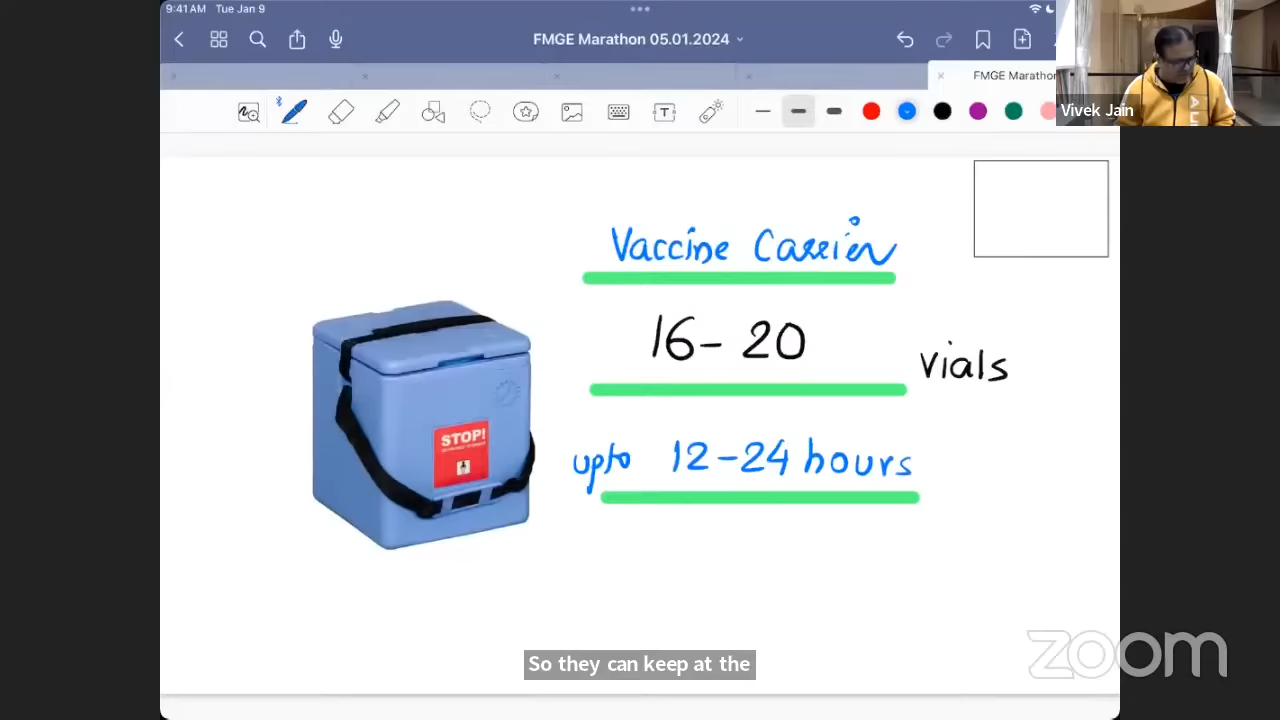 9:41 AM Tue Jan 9
FMGE Marathon 05.01.2024
FMGE Marathon
Vivek Jain
Vaccine Carrier
16-20
vials
STOP!
upto 12-24 hours
So they can keep at the
zoom